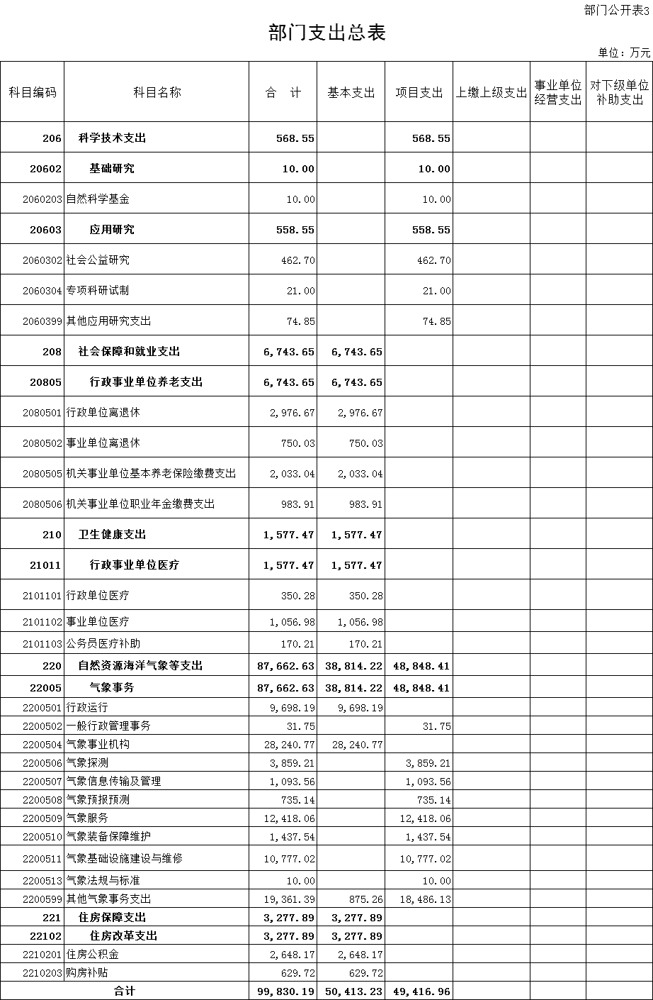 部门公开表3
部门支出总表
单位：万元
科目编码 科目名称 合 计 基本支出 项目支出 上缴上级支出 事业单位经营支出 对下级单位补助支出
206 科学技术支出 568.55 568.55
20602 基础研究 10.00 10.00
2060203 自然科学基金 10.00 10.00
20603 应用研究 558.55 558.55
2060302 社会公益研究 462.70 462.70
2060304 专项科研试制 21.00 21.00
2060399 其他应用研究支出 74.85 74.85
208 社会保障和就业支出 6,743.65 6,743.65
20805 行政事业单位养老支出 6,743.65 6,743.65
2080501 行政单位离退休 2,976.67 2,976.67
2080502 事业单位离退休 750.03 750.03
2080505 机关事业单位基本养老保险缴费支出 2,033.04 2,033.04
2080506 机关事业单位职业年金缴费支出 983.91 983.91
210 卫生健康支出 1,577.47 1,577.47
21011 行政事业单位医疗 1,577.47 1,577.47
2101101 行政单位医疗 350.28 350.28
2101102 事业单位医疗 1,056.98 1,056.98
2101103 公务员医疗补助 170.21 170.21
220 自然资源海洋气象等支出 87,662.63 38,814.22 48,848.41
22005 气象事务 87,662.63 38,814.22 48,848.41
2200501 行政运行 9,698.19 9,698.19
2200502 一般行政管理事务 31.75 31.75
2200504 气象事业机构 28,240.77 28,240.77
2200506 气象探测 3,859.21 3,859.21
2200507 气象信息传输及管理 1,093.56 1,093.56
2200508 气象预报预测 735.14 735.14
2200509 气象服务 12,418.06 12,418.06
2200510 气象装备保障维护 1,437.54 1,437.54
2200511 气象基础设施建设与维修 10,777.02 10,777.02
2200513 气象法规与标准 10.00 10.00
2200599 其他气象事务支出 19,361.39 875.26 18,486.13
221 住房保障支出 3,277.89 3,277.89
22102 住房改革支出 3,277.89 3,277.89
2210201 住房公积金 2,648.17 2,648.17
2210203 购房补贴 629.72 629.72
合计 99,830.19 50,413.23 49,416.96